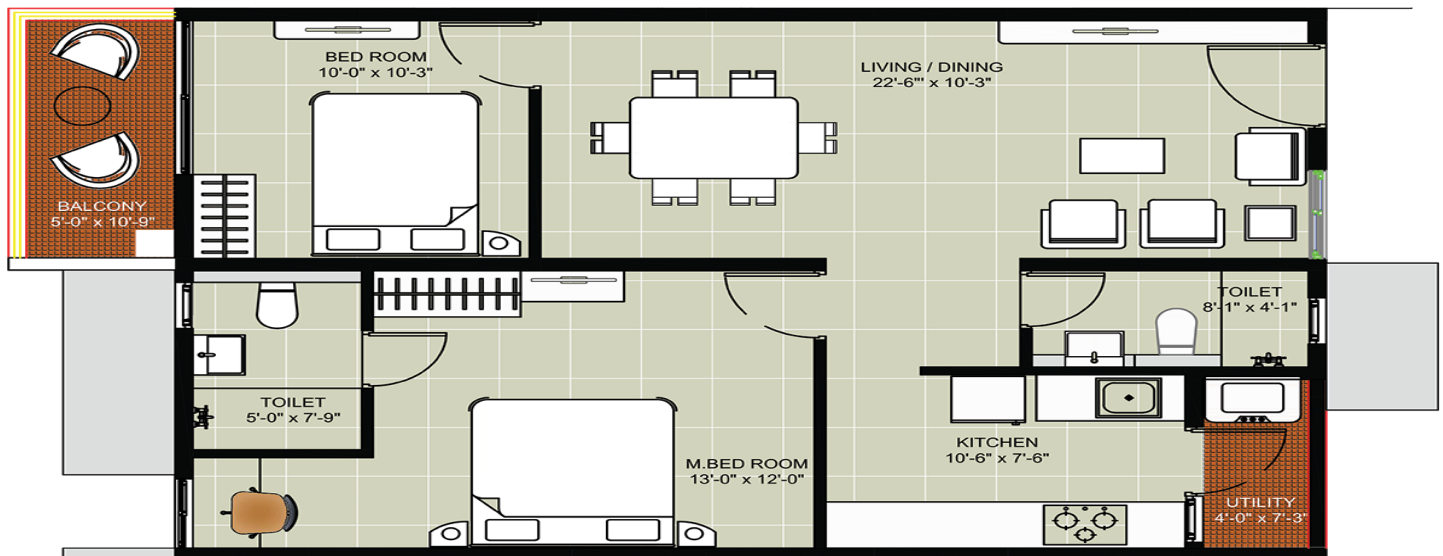 BED ROOM
10'-0" x 10'-3"
LIVING / DINING
22'-6'" x 10'-3"
BALCONY
5'-0" x 10'-9"
TOILET
8'-1" x 4'-1"
TOILET
5'-0" x 7'-9"
M.BED ROOM
13'-0" x 12'-0"
KITCHEN
10'-6" x 7'-6"
UTILITY
4'-0" x 7'-3"